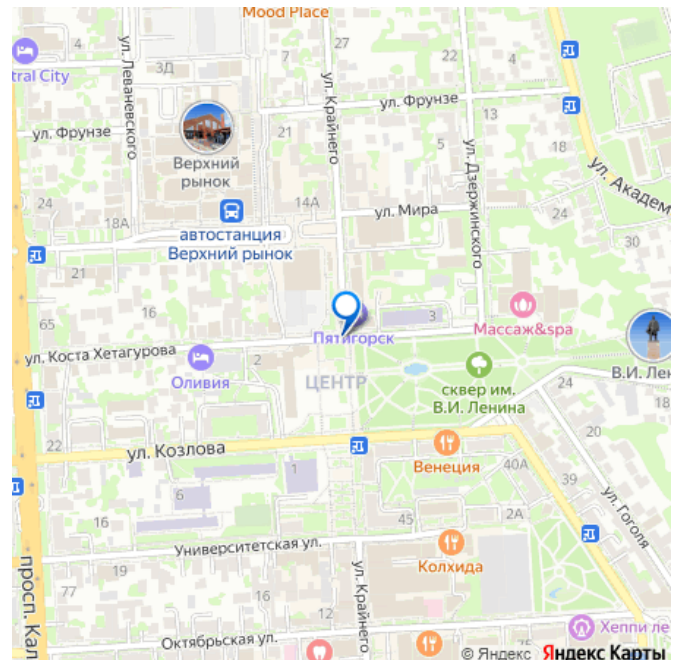 Mood Place
ул. Леваневского
7
27
22
4
ул. Крайнего
3Д
tral City
ул. Фрунзе
21
13
ул. Фрунзе
5
18
ул. Дзержинского
ул. Академ
Верхний
рынок
14А
24
ул. Мира
24
18А
30
автостанция
Верхний рынок
21
16
65
3
Пятигорск
Массаж&spa
ул. Коста Хетагурова
2
Оливия
ЦЕНТР
сквер им.
В.И. Ленина
24
В.И. Лен
18
20
22
ул. Козлова
Венеция
40А
1
6
39
ул. Гоголя
16
45
2А
Университетская ул.
Колхида
19
77
16
ул. Крайнего
просп. Кал
12
Октябрьская ул.
Хеппи ле
© Яндекс Яндекс Карты